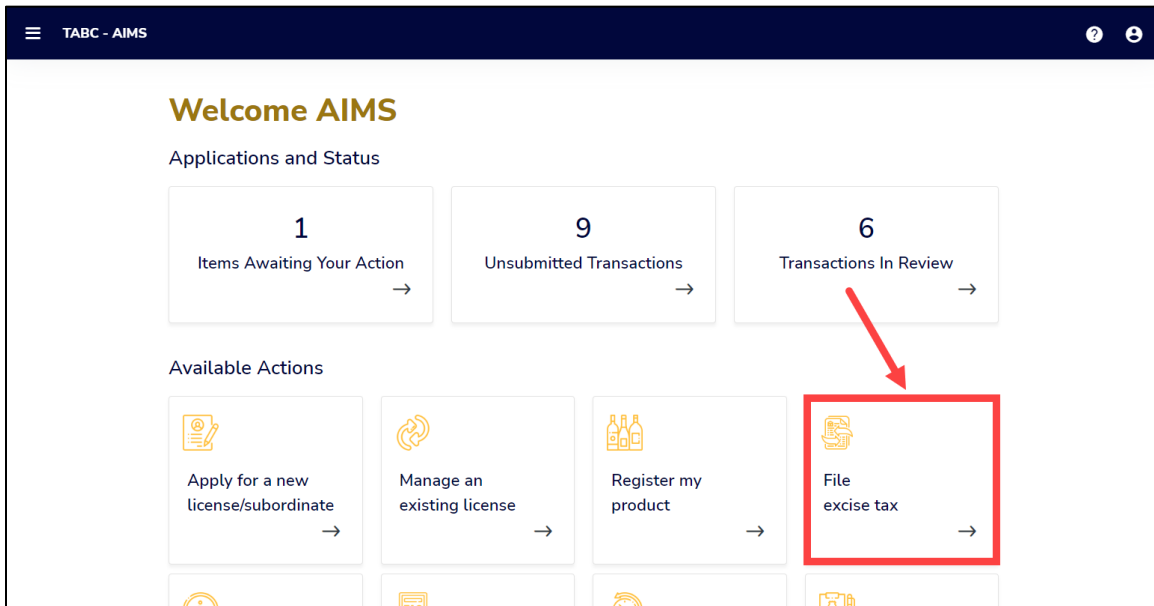 TABC - AIMS
Welcome AIMS
Applications and Status
1
Items Awaiting Your Action
9
Unsubmitted Transactions
6
Transactions In Review
Available Actions
Apply for a new
license/subordinate
Manage an
existing license
Register my
product
File
excise tax